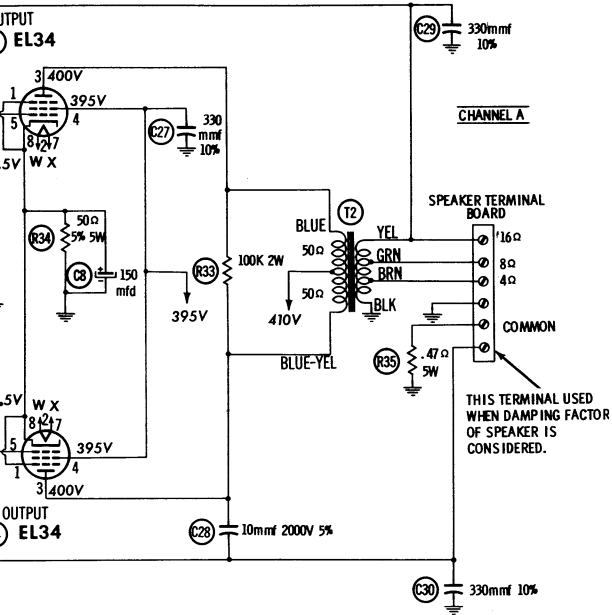 UTPUT
EL34
C29
330mmf
10%
3 400V
1
395V
5
4
8 2 7
W X
.5V
C27
330
mmf
10%
CHANNEL A
SPEAKER TERMINAL
BOARD
T2
BLUE
YEL
16Ω
50Ω
GRN
8Ω
BRN
4Ω
50Ω
BLK
COMMON
50Ω
5% 5W
R34
C8
150
mfd
R33
100K 2W
395V
410V
BLUE-YEL
R35
.47Ω
5W
THIS TERMINAL USED
WHEN DAMPING FACTOR
OF SPEAKER IS
CONSIDERED.
.5V
W X
8 2 7
5
395V
1
4
3 400V
OUTPUT
EL34
C28
10mmf 2000V 5%
C30
330mmf 10%